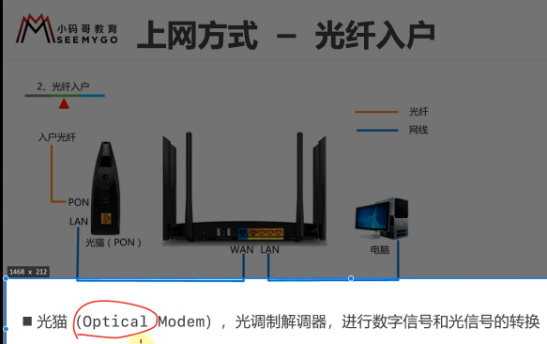 小码哥教育
SEEMYGO
上网方式 - 光纤入户
2、光纤入户
光纤
网线
入户光纤
PON
LAN
光猫（PON）
WAN LAN
电脑
1468 x 212
■ 光猫 (Optical Modem) ，光调制解调器，进行数字信号和光信号的转换